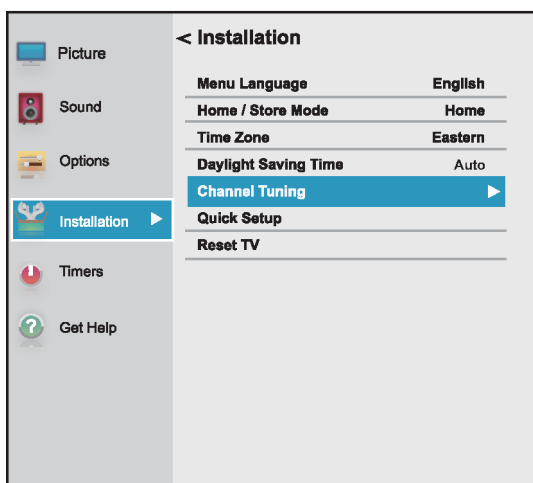 Picture
Sound
Options
Installation
Timers
Get Help
< Installation
Menu Language English
Home / Store Mode Home
Time Zone Eastern
Daylight Saving Time Auto
Channel Tuning
Quick Setup
Reset TV